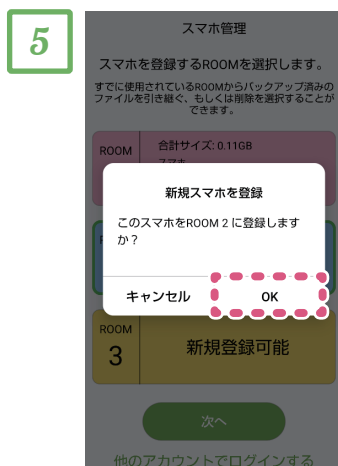 5
スマホ管理
スマホを登録するROOMを選択します。
すでに使用されているROOMからバックアップ済みの
ファイルを引き継ぐ、もしくは削除を選択することが
できます。
ROOM
合計サイズ: 0.11GB
スマホ
新規スマホを登録
このスマホをROOM 2 に登録します
か？
キャンセル
OK
ROOM
3
新規登録可能
次へ
他のアカウントでログインする